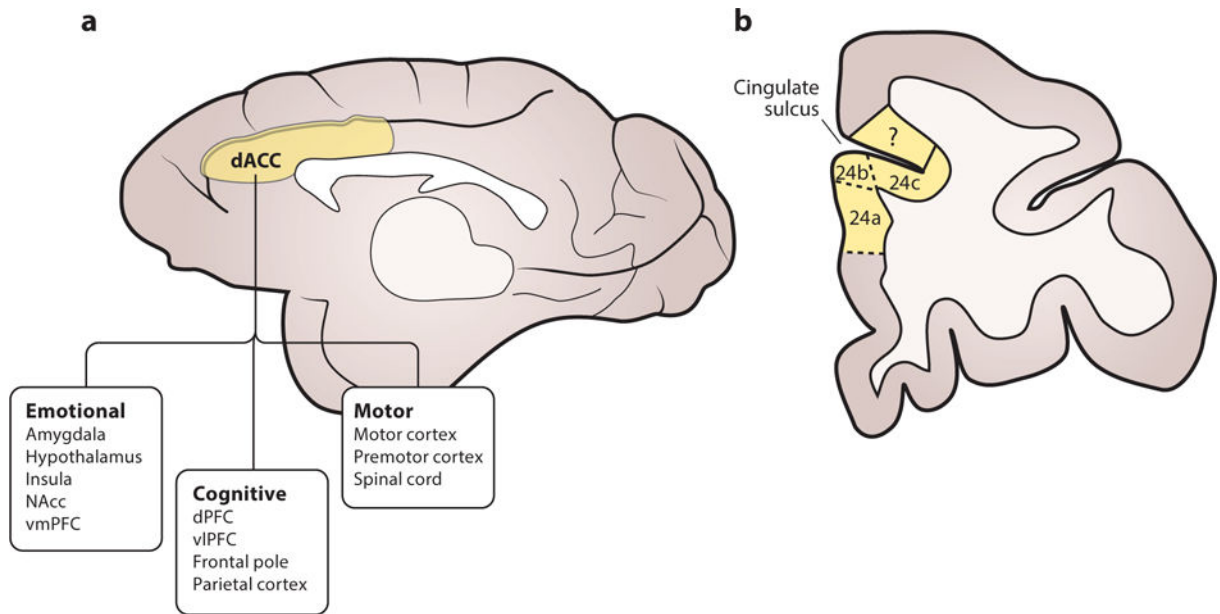 a
dACC
Emotional
Amygdala
Hypothalamus
Insula
NAcc
vmPFC
Cognitive
dPFC
vlPFC
Frontal pole
Parietal cortex
Motor
Motor cortex
Premotor cortex
Spinal cord
b
Cingulate
sulcus
?
24b
24c
24a